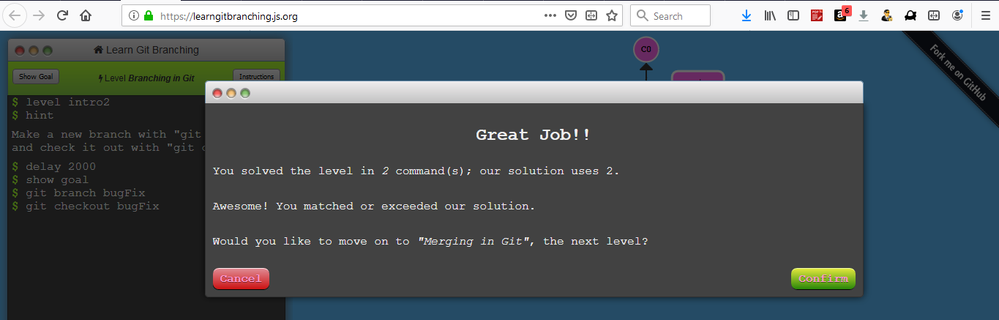 https://learngitbranching.js.org
Search
6
Learn Git Branching
Show Goal
Level Branching in Git
Instructions
$ level intro2
$ hint
Make a new branch with "git
and check it out with "git
$ delay 2000
$ show goal
$ git branch bugFix
$ git checkout bugFix
C0
Fork me on GitHub
Great Job!!
You solved the level in 2 command(s); our solution uses 2.
Awesome! You matched or exceeded our solution.
Would you like to move on to "Merging in Git", the next level?
Cancel
Confirm